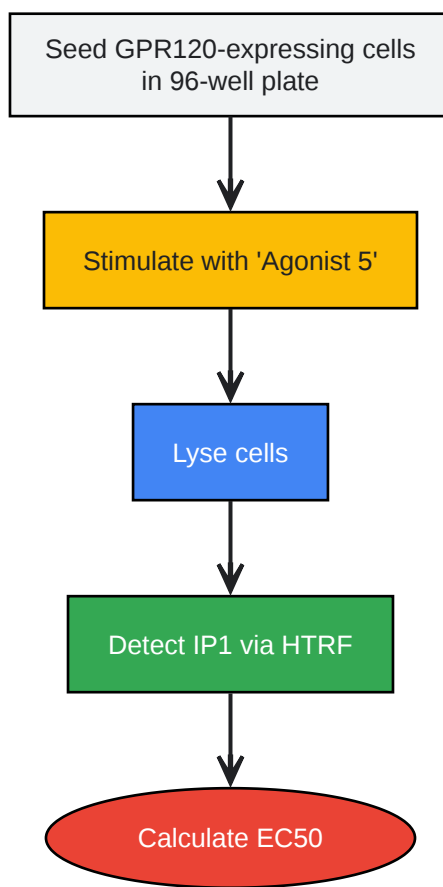 Seed GPR120-expressing cells
in 96-well plate
Stimulate with 'Agonist 5'
Lyse cells
Detect IP1 via HTRF
Calculate EC50